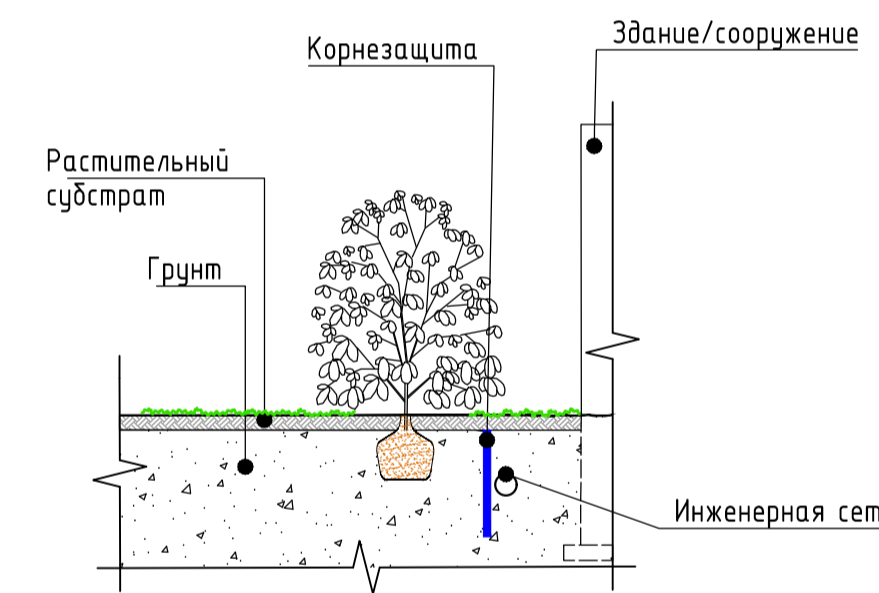 Здание/сооружение
Корнезащита
Растительный
субстрат
Грунт
Инженерная сет